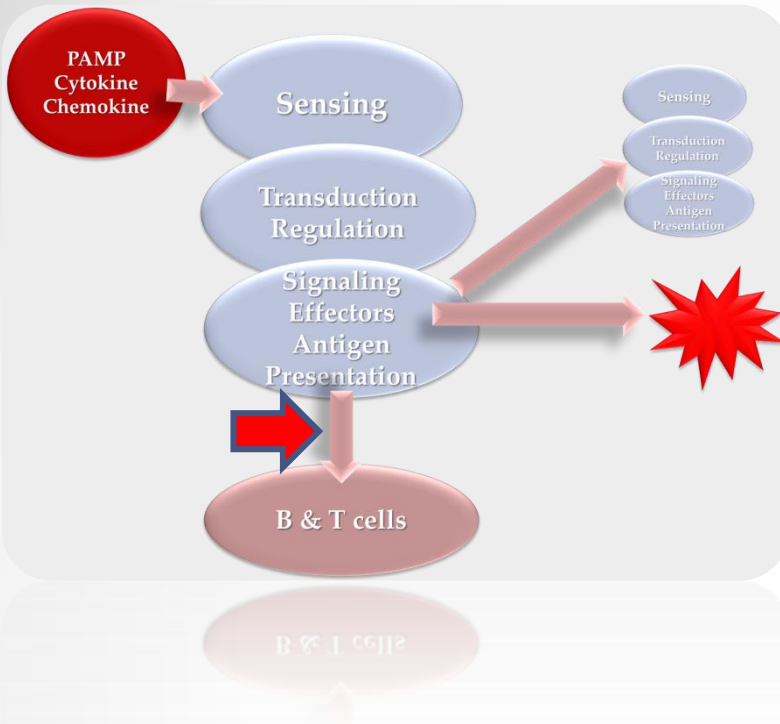 PAMP
Cytokine
Chemokine
Sensing
Transduction
Regulation
Signaling
Effectors
Antigen
Presentation
B & T cells
Sensing
Transduction
Regulation
Signaling
Effectors
Antigen
Presentation
B & T cells